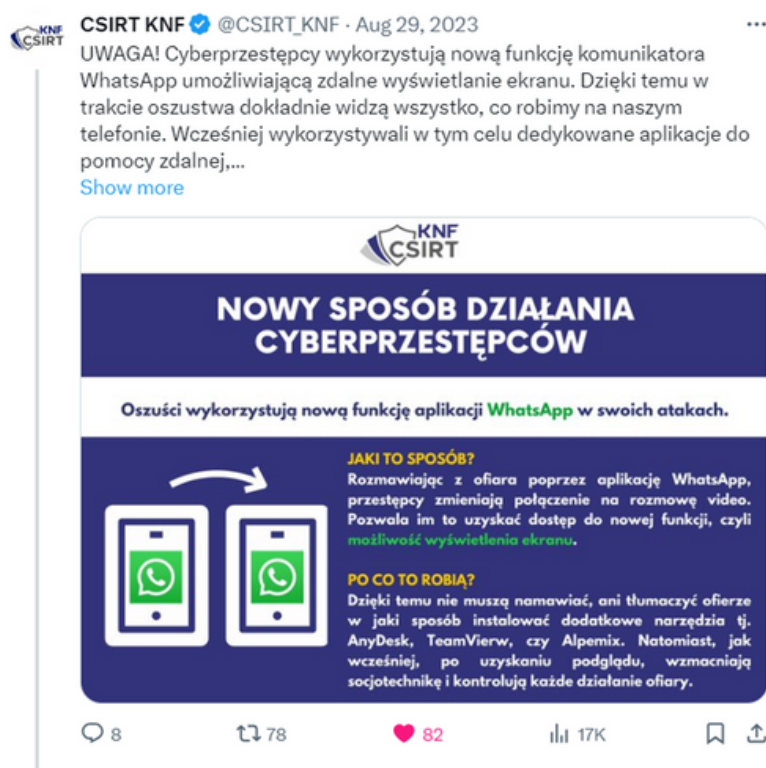 CSIRT KNF @CSIRT_KNF · Aug 29, 2023
UWAGA! Cyberprzestępcy wykorzystują nową funkcję komunikatora
WhatsApp umożliwiającą zdalne wyświetlanie ekranu. Dzięki temu w
trakcie oszustwa dokładnie widzą wszystko, co robimy na naszym
telefonie. Wcześniej wykorzystywali w tym celu dedykowane aplikacje do
pomocy zdalnej,...
Show more
KNF
CSIRT
NOWY SPOSÓB DZIAŁANIA
CYBERPRZESTĘPCÓW
Oszuści wykorzystują nową funkcję aplikacji WhatsApp w swoich atakach.
JAKI TO SPOSÓB?
Rozmawiając z ofiara poprzez aplikację WhatsApp,
przestępcy zmieniają połączenie na rozmowę video.
Pozwala im to uzyskać dostęp do nowej funkcji, czyli
możliwość wyświetlenia ekranu.
PO CO TO ROBIĄ?
Dzięki temu nie muszą namawiać, ani tłumaczyć ofierze
w jaki sposób instalować dodatkowe narzędzia tj.
AnyDesk, TeamVierw, czy Alpemix. Natomiast, jak
wcześniej, po uzyskaniu podglądu, wzmacniają
socjotechnikę i kontrolują każde działanie ofiary.
8 78 82 17K